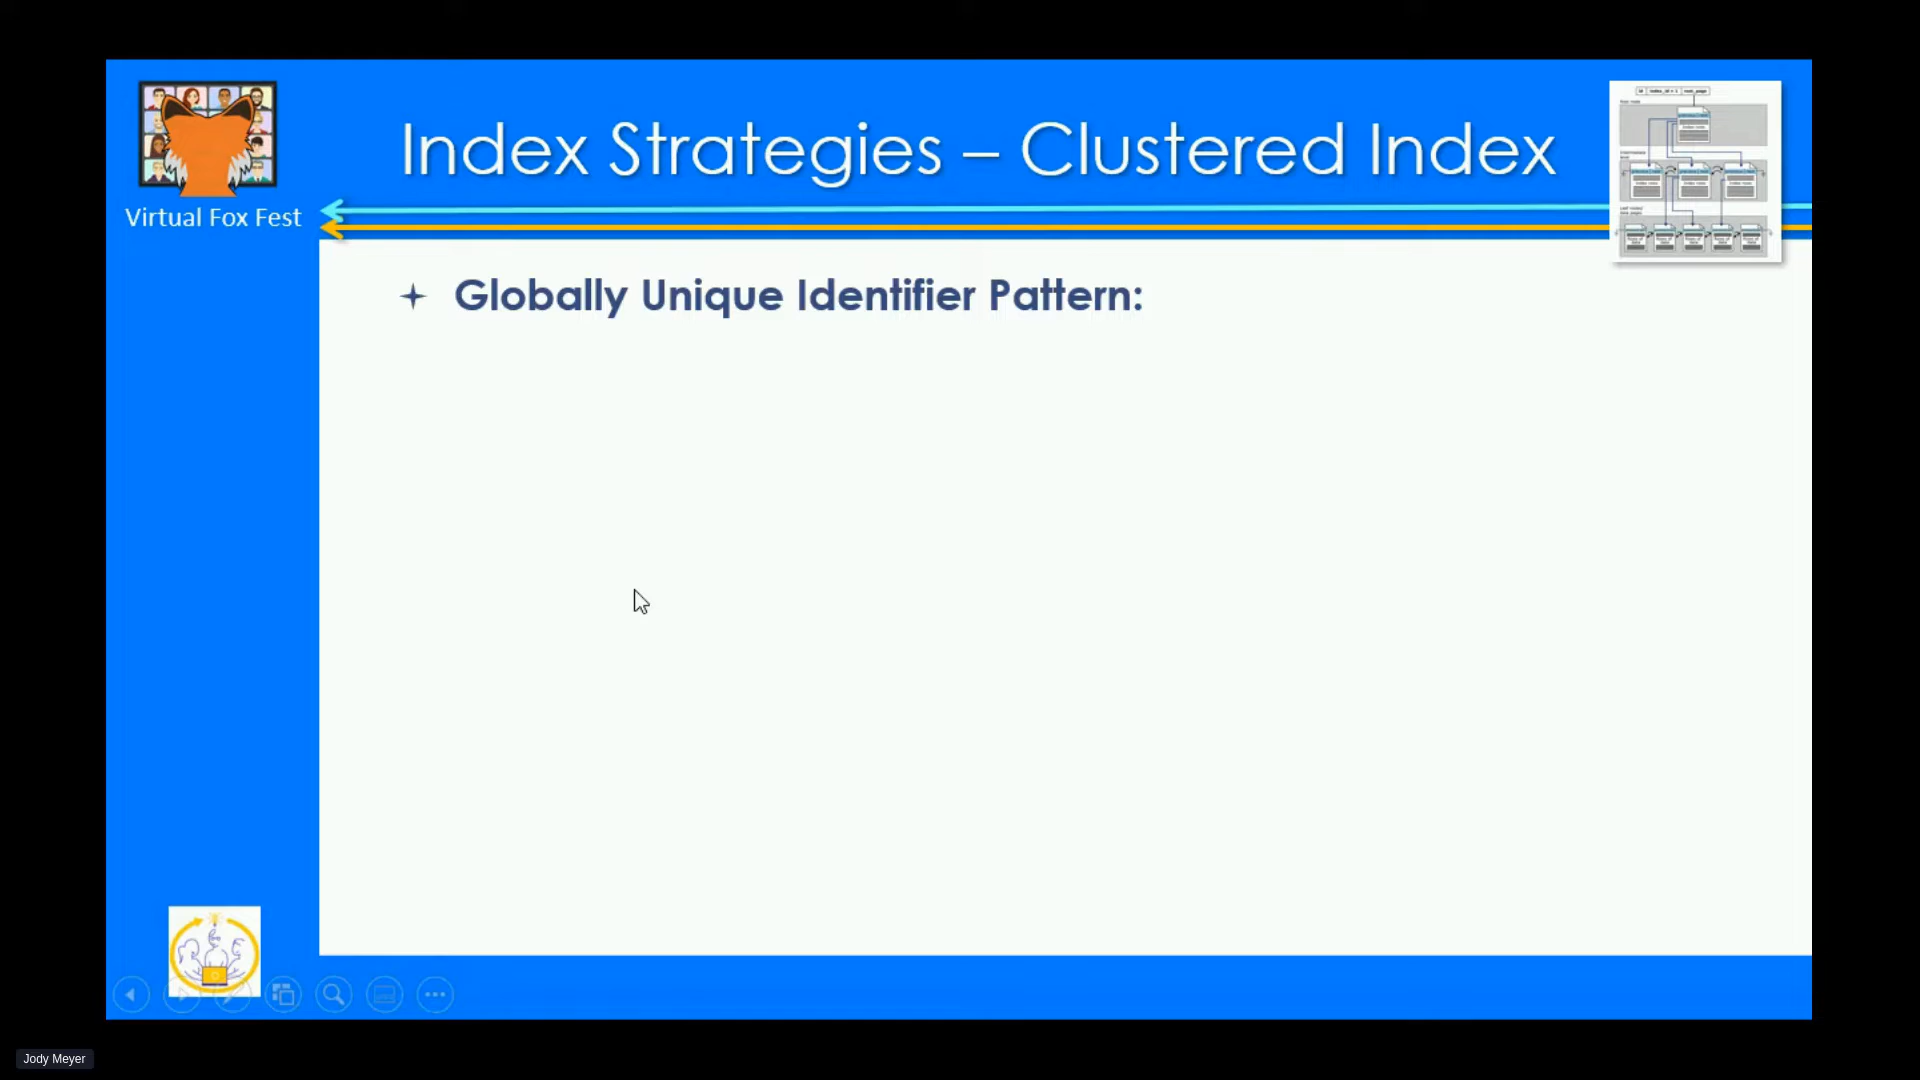 Index Strategies – Clustered Index
Virtual Fox Fest
Globally Unique Identifier Pattern:
Jody Meyer